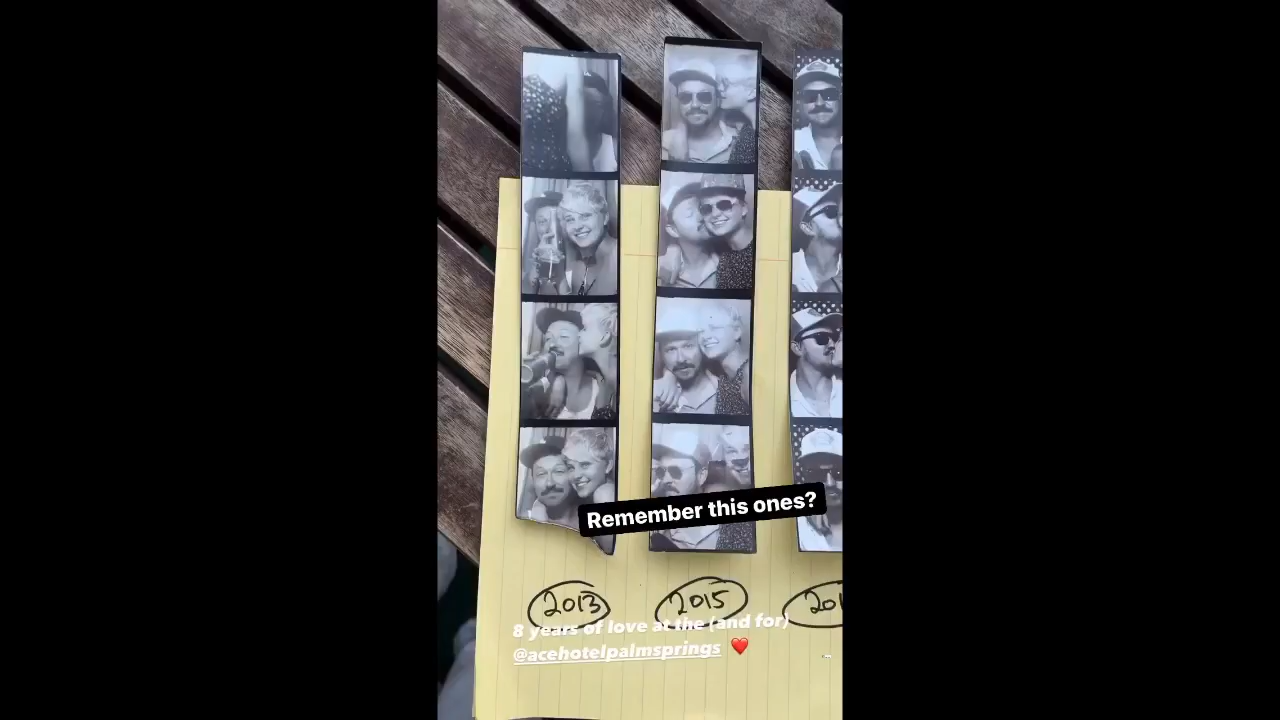 Remember this ones?
2013
2015
8 years of love at the (and for)
@acehotelpalmsprings ❤️